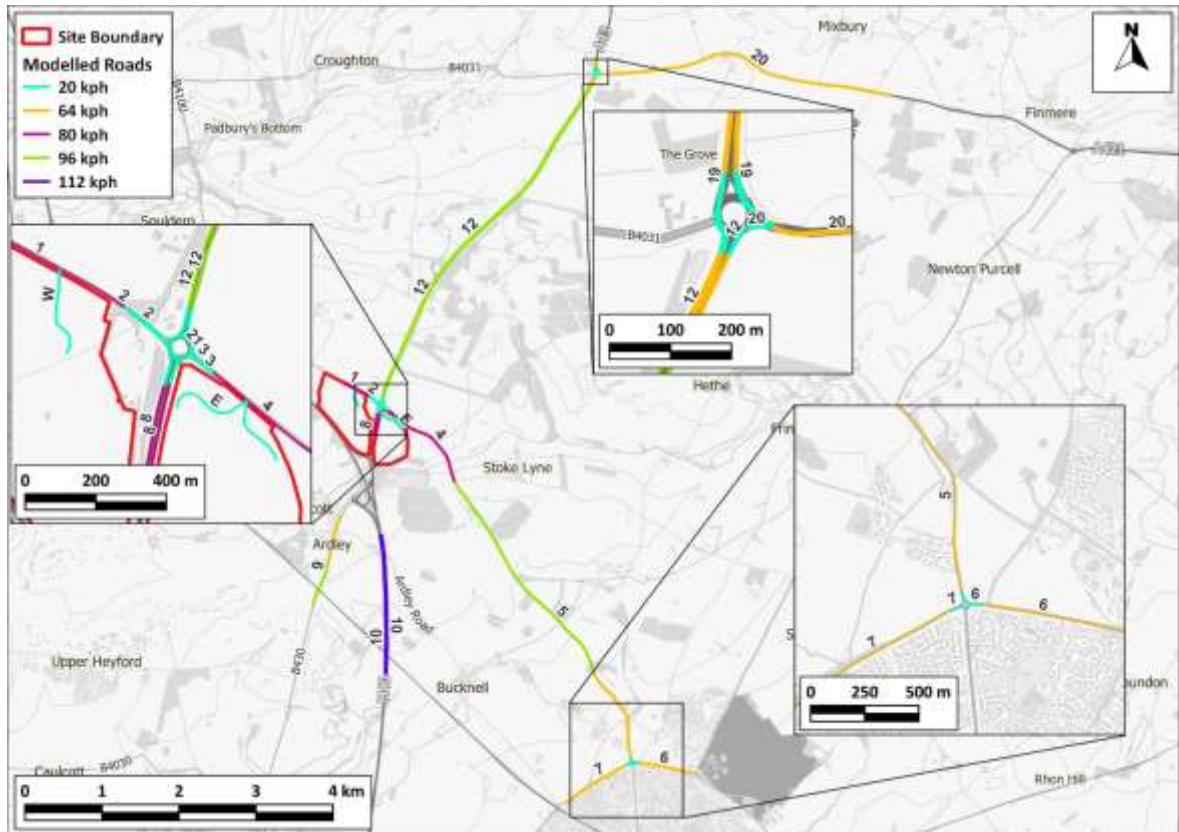 Site Boundary
Modelled Roads
20 kph
64 kph
80 kph
96 kph
112 kph
N
Mixbury
Croughton
B4031
20
B4100
Padbury's Bottom
Finmere
The Grove
19 19
20
20
B4031
12
12
0 100 200 m
12
12
Newton Purcell
Souldern
1
W
2
2
12 12
21 3 3
E
4
8 8
0 200 400 m
1
2
E
8
4
Hethe
Stoke Lyne
Ardley
9
Ardley Road
10 10
5
5
7
6
6
0 250 500 m
Upper Heyford
B430
Bucknell
7
6
Caulcott
B4030
Rhon Hill
0 1 2 3 4 km